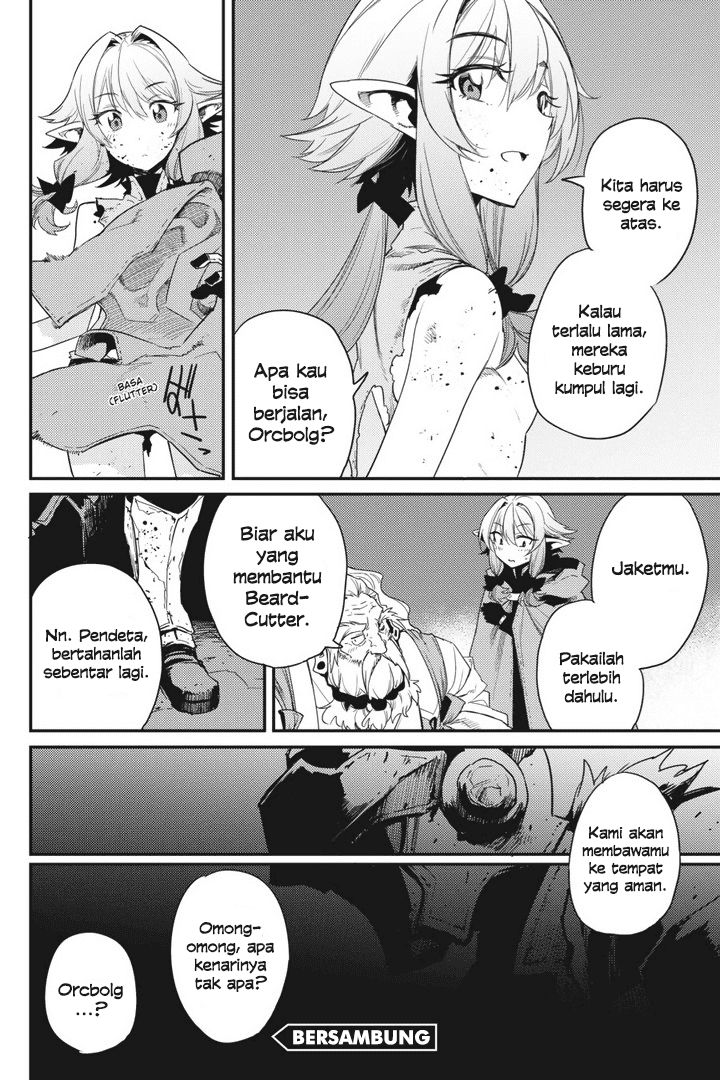 Kita harus
segera ke
atas.
Kalau
terlalu lama,
mereka
keburu
kumpul lagi.
Apa kau
bisa
berjalan,
Orcbolg?
BASA
(FLUTTER)
バサ
Jaketmu.
Pakailah
terlebih
dahulu.
Biar aku
yang
membantu
Beard-
Cutter.
Nn. Pendeta,
bertahanlah
sebentar lagi.
Kami akan
membawamu
ke tempat
yang aman.
Omong-
omong, apa
kenarinya
tak apa?
Orcbolg
...?
BERSAMBUNG